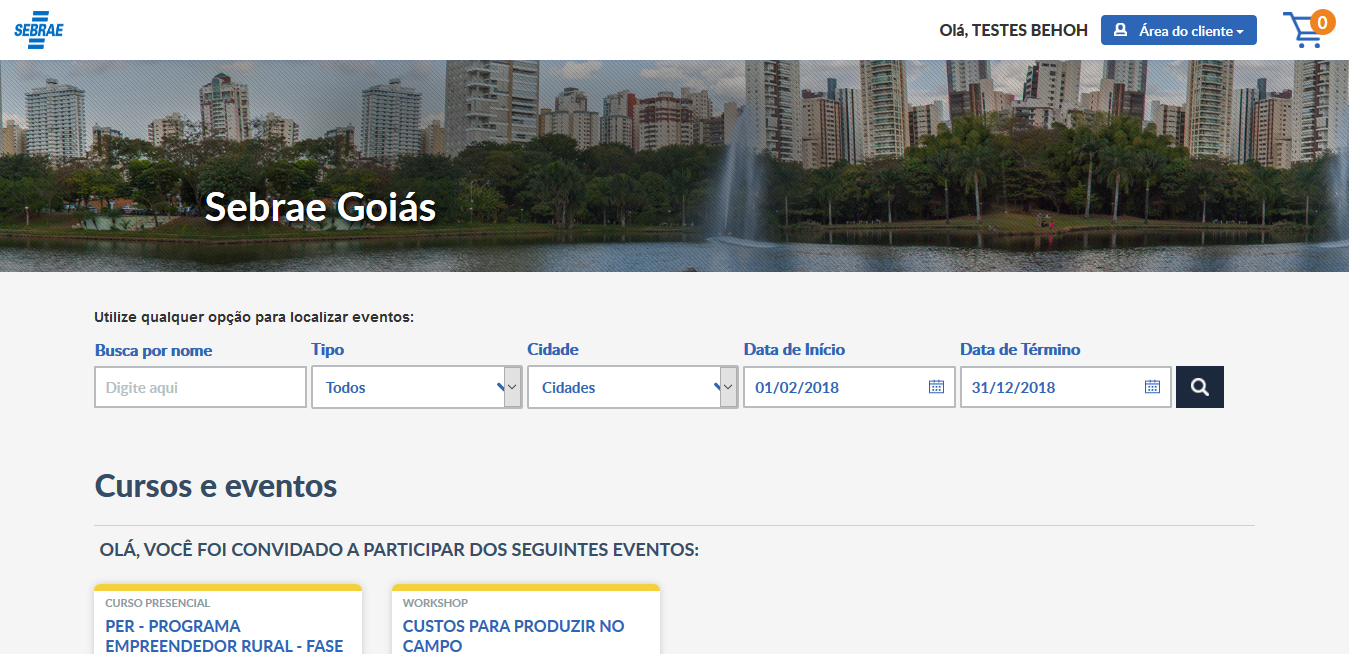 SEBRAE
Olá, TESTES BEHOH
Área do cliente
0
Sebrae Goiás
Utilize qualquer opção para localizar eventos:
Busca por nome
Tipo
Cidade
Data de Início
Data de Término
Digite aqui
Todos
Cidades
01/02/2018
31/12/2018
Cursos e eventos
OLÁ, VOCÊ FOI CONVIDADO A PARTICIPAR DOS SEGUINTES EVENTOS:
CURSO PRESENCIAL
PER - PROGRAMA
EMPREENDEDOR RURAL - FASE
WORKSHOP
CUSTOS PARA PRODUZIR NO
CAMPO